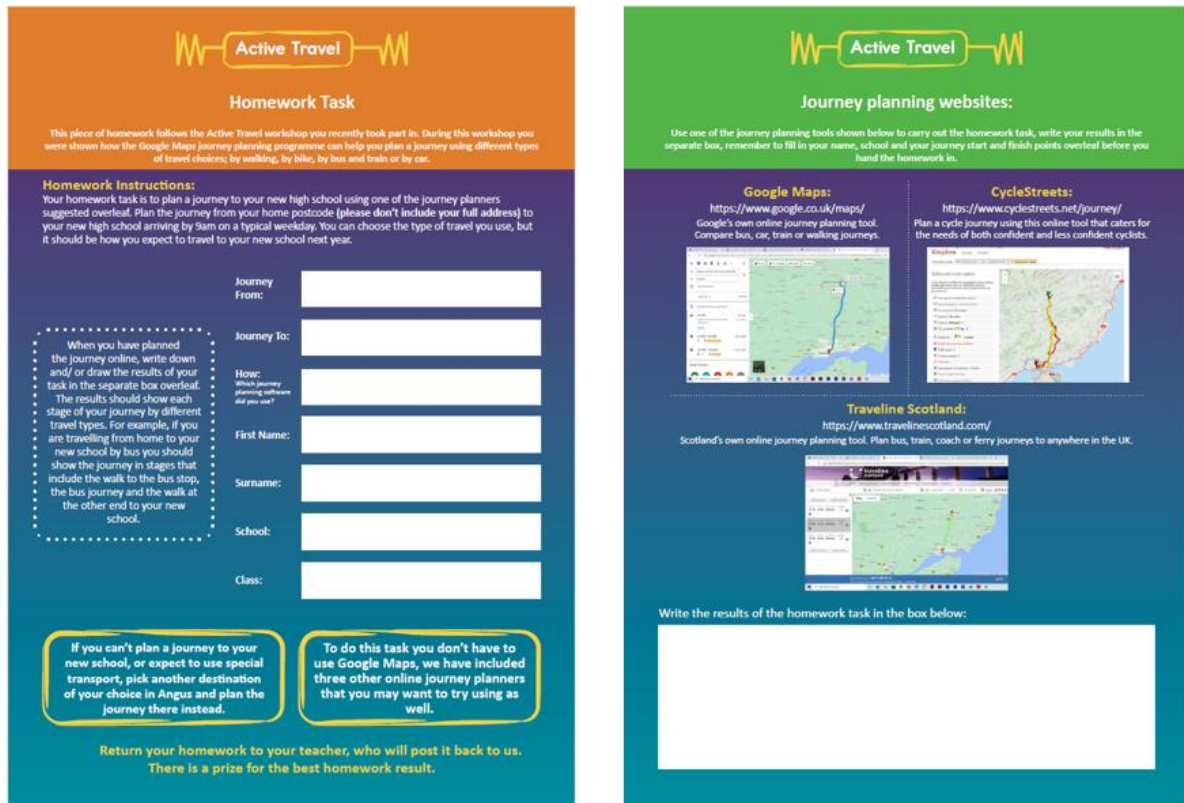 Active Travel
Homework Task
This piece of homework follows the Active Travel workshop you recently took part in. During this workshop you
were shown how the Google Maps journey planning programme can help you plan a journey using different types
of travel choices; by walking, by bike, by bus and train or by car.
Homework Instructions:
Your homework task is to plan a journey to your new high school using one of the journey planners
suggested overleaf. Plan the journey from your home postcode (please don't include your full address) to
your new high school arriving by 9am on a typical weekday. You can choose the type of travel you use, but
it should be how you expect to travel to your new school next year.
Journey
From:
Journey To:
How:
Which journey
planning software
did you use?
First Name:
Surname:
School:
Class:
When you have planned
the journey online, write down
and/ or draw the results of your
task in the separate box overleaf.
The results should show each
stage of your journey by different
travel types. For example, if you
are travelling from home to your
new school by bus you should
show the journey in stages that
include the walk to the bus stop,
the bus journey and the walk at
the other end to your new
school.
If you can't plan a journey to your
new school, or expect to use special
transport, pick another destination
of your choice in Angus and plan the
journey there instead.
To do this task you don't have to
use Google Maps, we have included
three other online journey planners
that you may want to try using as
well.
Return your homework to your teacher, who will post it back to us.
There is a prize for the best homework result.
Active Travel
Journey planning websites:
Use one of the journey planning tools shown below to carry out the homework task, write your results in the
separate box, remember to fill in your name, school and your journey start and finish points overleaf before you
hand the homework in.
Google Maps:
https://www.google.co.uk/maps/
Google's own online journey planning tool.
Compare bus, car, train or walking journeys.
CycleStreets:
https://www.cyclestreets.net/journey/
Plan a cycle journey using this online tool that caters for
the needs of both confident and less confident cyclists.
Traveline Scotland:
https://www.travelinescotland.com/
Scotland's own online journey planning tool. Plan bus, train, coach or ferry journeys to anywhere in the UK.
Write the results of the homework task in the box below: